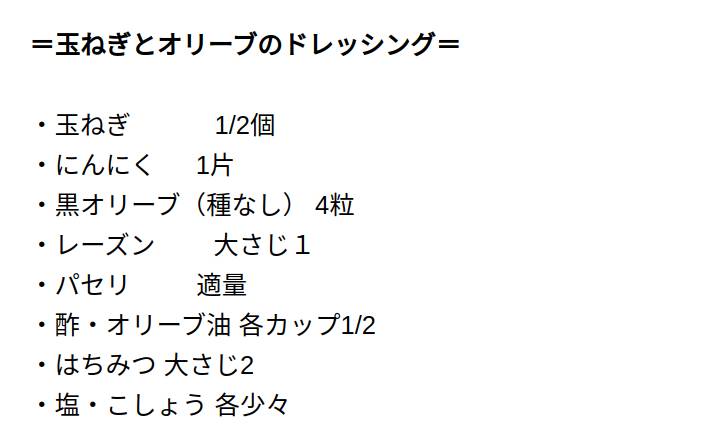 ＝玉ねぎとオリーブのドレッシング＝
・玉ねぎ　　　1/2個
・にんにく　 1片
・黒オリーブ（種なし） 4粒
・レーズン　　 大さじ１
・パセリ　　 適量
・酢・オリーブ油 各カップ1/2
・はちみつ 大さじ2
・塩・こしょう 各少々